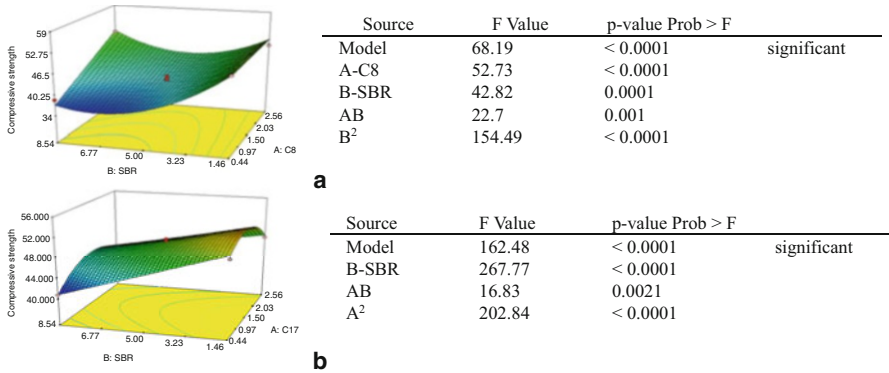 59
52.75
46.5
40.25
34
Compressive strength
8.54
6.77
5.00
3.23
1.46
B: SBR
0.44
0.97
1.50
2.03
2.56
A: C8
Source F Value p-value Prob > F
Model 68.19 < 0.0001 significant
A-C8 52.73 < 0.0001
B-SBR 42.82 0.0001
AB 22.7 0.001
B² 154.49 < 0.0001
a
56.000
52.000
48.000
44.000
40.000
Compressive strength
8.54
6.77
5.00
3.23
1.46
B: SBR
0.44
0.97
1.50
2.03
2.56
A: C17
Source F Value p-value Prob > F
Model 162.48 < 0.0001 significant
B-SBR 267.77 < 0.0001
AB 16.83 0.0021
A² 202.84 < 0.0001
b